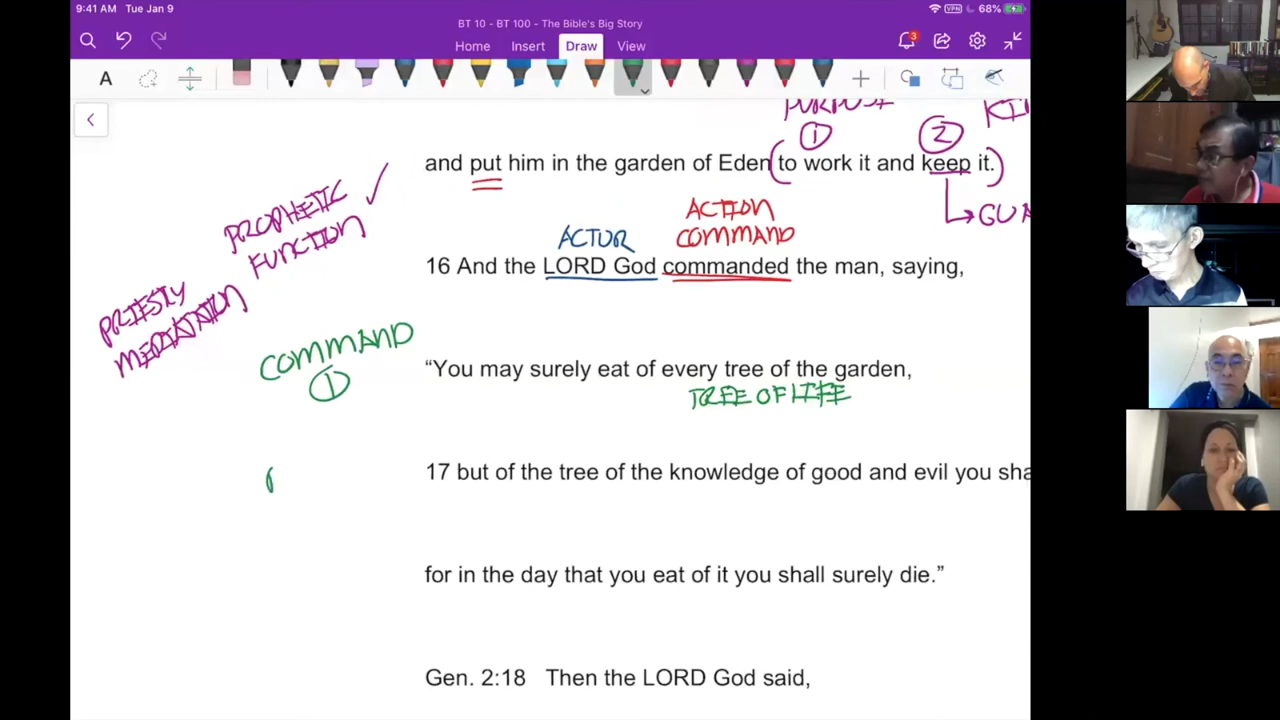 9:41 AM Tue Jan 9
VPN 68%
BT 10 - BT 100 - The Bible's Big Story
Home Insert Draw View
3
A
①
②
and put him in the garden of Eden (to work it and keep it.)
PROPHETIC
FUNCTION
PRIESTLY
MEDIATION
ACTION
ACTOR COMMAND
16 And the LORD God commanded the man, saying,
COMMAND
①
“You may surely eat of every tree of the garden,
TREE OF LIFE
17 but of the tree of the knowledge of good and evil you sha
for in the day that you eat of it you shall surely die.”
Gen. 2:18 Then the LORD God said,